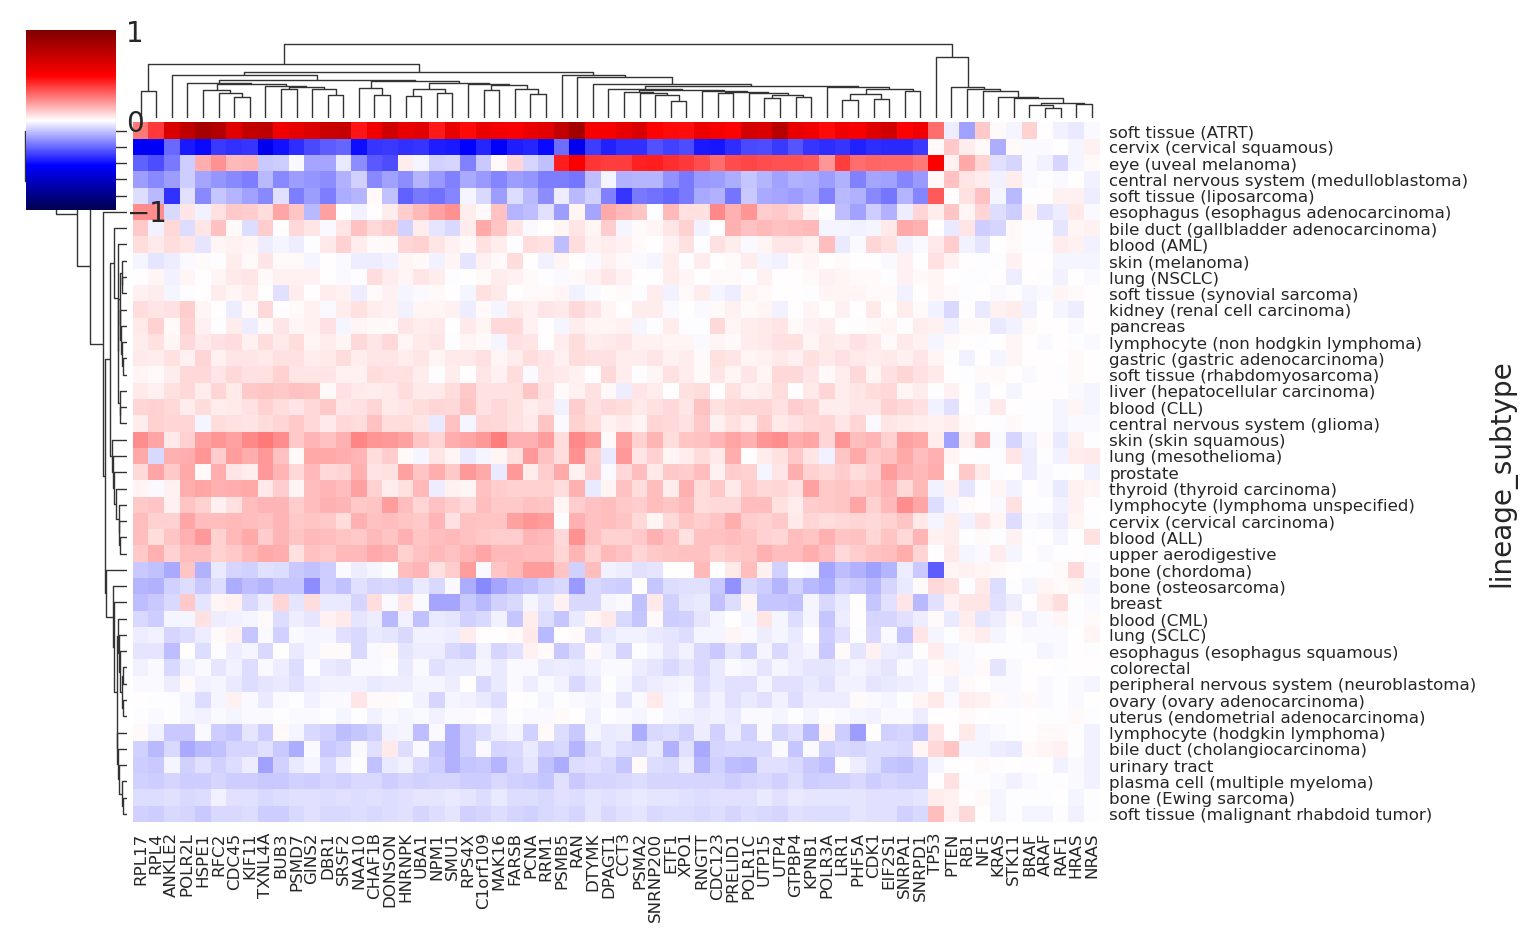 1
0
−1
soft tissue (ATRT)
cervix (cervical squamous)
eye (uveal melanoma)
central nervous system (medulloblastoma)
soft tissue (liposarcoma)
esophagus (esophagus adenocarcinoma)
bile duct (gallbladder adenocarcinoma)
blood (AML)
skin (melanoma)
lung (NSCLC)
soft tissue (synovial sarcoma)
kidney (renal cell carcinoma)
pancreas
lymphocyte (non hodgkin lymphoma)
gastric (gastric adenocarcinoma)
soft tissue (rhabdomyosarcoma)
liver (hepatocellular carcinoma)
blood (CLL)
central nervous system (glioma)
skin (skin squamous)
lung (mesothelioma)
prostate
thyroid (thyroid carcinoma)
lymphocyte (lymphoma unspecified)
cervix (cervical carcinoma)
blood (ALL)
upper aerodigestive
bone (chordoma)
bone (osteosarcoma)
breast
blood (CML)
lung (SCLC)
esophagus (esophagus squamous)
colorectal
peripheral nervous system (neuroblastoma)
ovary (ovary adenocarcinoma)
uterus (endometrial adenocarcinoma)
lymphocyte (hodgkin lymphoma)
bile duct (cholangiocarcinoma)
urinary tract
plasma cell (multiple myeloma)
bone (Ewing sarcoma)
soft tissue (malignant rhabdoid tumor)
lineage_subtype
RPL17
RPL4
ANKLE2
POLR2L
HSPE1
RFC2
CDC45
KIF11
TXNL4A
BUB3
PSMD7
GINS2
DBR1
SRSF2
NAA10
CHAF1B
DONSON
HNRNPK
UBA1
NPM1
SMU1
RPS4X
C1orf109
MAK16
FARSB
PCNA
RRM1
PSMB5
RAN
DTYMK
DPAGT1
CCT3
PSMA2
SNRNP200
ETF1
XPO1
RNGTT
CDC123
PRELID1
POLR1C
UTP15
UTP4
GTPBP4
KPNB1
POLR3A
LRR1
PHF5A
CDK1
EIF2S1
SNRPA1
SNRPD1
TP53
PTEN
RB1
NF1
KRAS
STK11
BRAF
ARAF
RAF1
HRAS
NRAS